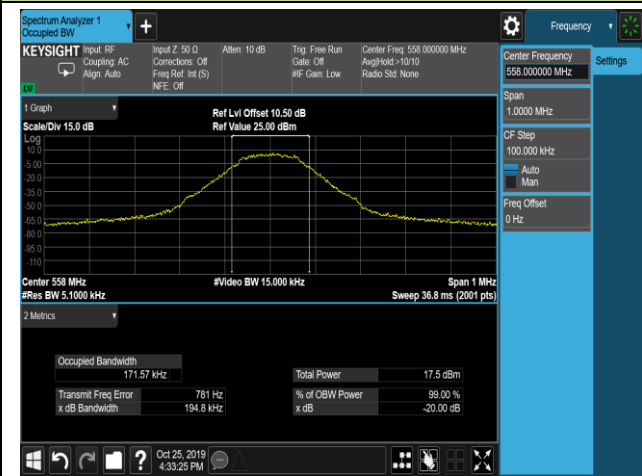 Spectrum Analyzer 1
Occupied BW
Frequency
KEYSIGHT
Input: RF
Coupling: AC
Align: Auto
Input Z: 50 Ω
Corrections: Off
Freq Ref: Int (S)
NFE: Off
Atten: 10 dB
Trig: Free Run
Gate: Off
#IF Gain: Low
Center Freq: 558.000000 MHz
Avg|Hold:>10/10
Radio Std: None
Center Frequency
558.000000 MHz
Settings
Span
1.0000 MHz
CF Step
100.000 kHz
Auto
Man
Freq Offset
0 Hz
1 Graph
Scale/Div 15.0 dB
Ref Lvl Offset 10.50 dB
Ref Value 25.00 dBm
Log
10.0
-5.00
-20.0
-35.0
-50.0
-65.0
-80.0
-95.0
-110
Center 558 MHz
#Video BW 15.000 kHz
Span 1 MHz
#Res BW 5.1000 kHz
Sweep 36.8 ms (2001 pts)
2 Metrics
Occupied Bandwidth
171.57 kHz
Total Power 17.5 dBm
Transmit Freq Error 781 Hz
% of OBW Power 99.00 %
x dB Bandwidth 194.8 kHz
x dB -20.00 dB
?
Oct 25, 2019
4:33:25 PM